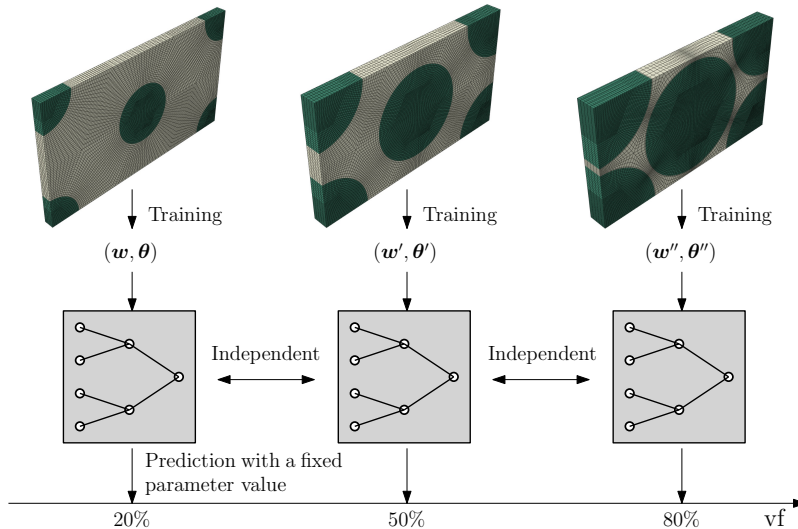 Training
Training
Training
(w, θ)
(w′, θ′)
(w″, θ″)
Independent
Independent
Prediction with a fixed
parameter value
20%
50%
80%
vf